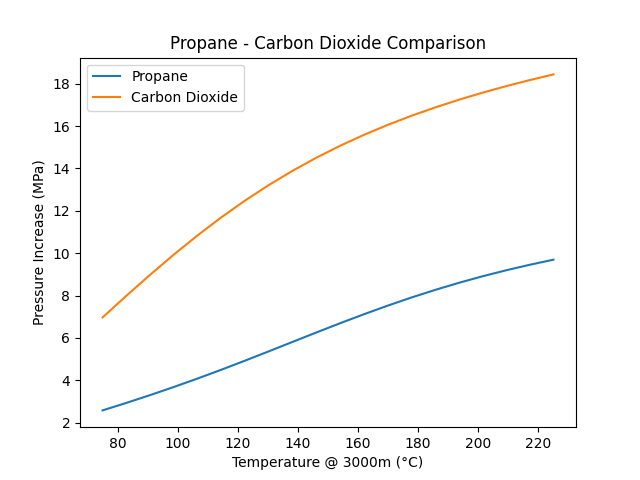 Propane - Carbon Dioxide Comparison
Propane
Carbon Dioxide
Pressure Increase (MPa)
18
16
14
12
10
8
6
4
2
80 100 120 140 160 180 200 220
Temperature @ 3000m (°C)